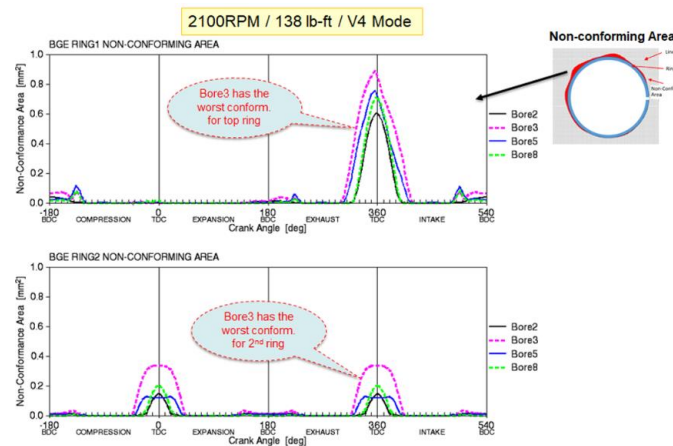 2100RPM / 138 lb-ft / V4 Mode
BGE RING1 NON-CONFORMING AREA
Non-Conformance Area [mm²]
1.0
0.8
0.6
0.4
0.2
0.0
Bore3 has the
worst conform.
for top ring
Bore2
Bore3
Bore5
Bore8
-180 0 180 360 540
BDC COMPRESSION TDC EXPANSION BDC EXHAUST TDC INTAKE BDC
Crank Angle [deg]
Non-conforming Area
Area
BGE RING2 NON-CONFORMING AREA
Non-Conformance Area [mm²]
1.0
0.8
0.6
0.4
0.2
0.0
Bore3 has the
worst conform.
for 2nd ring
Bore2
Bore3
Bore5
Bore8
-180 0 180 360 540
BDC COMPRESSION TDC EXPANSION BDC EXHAUST TDC INTAKE BDC
Crank Angle [deg]